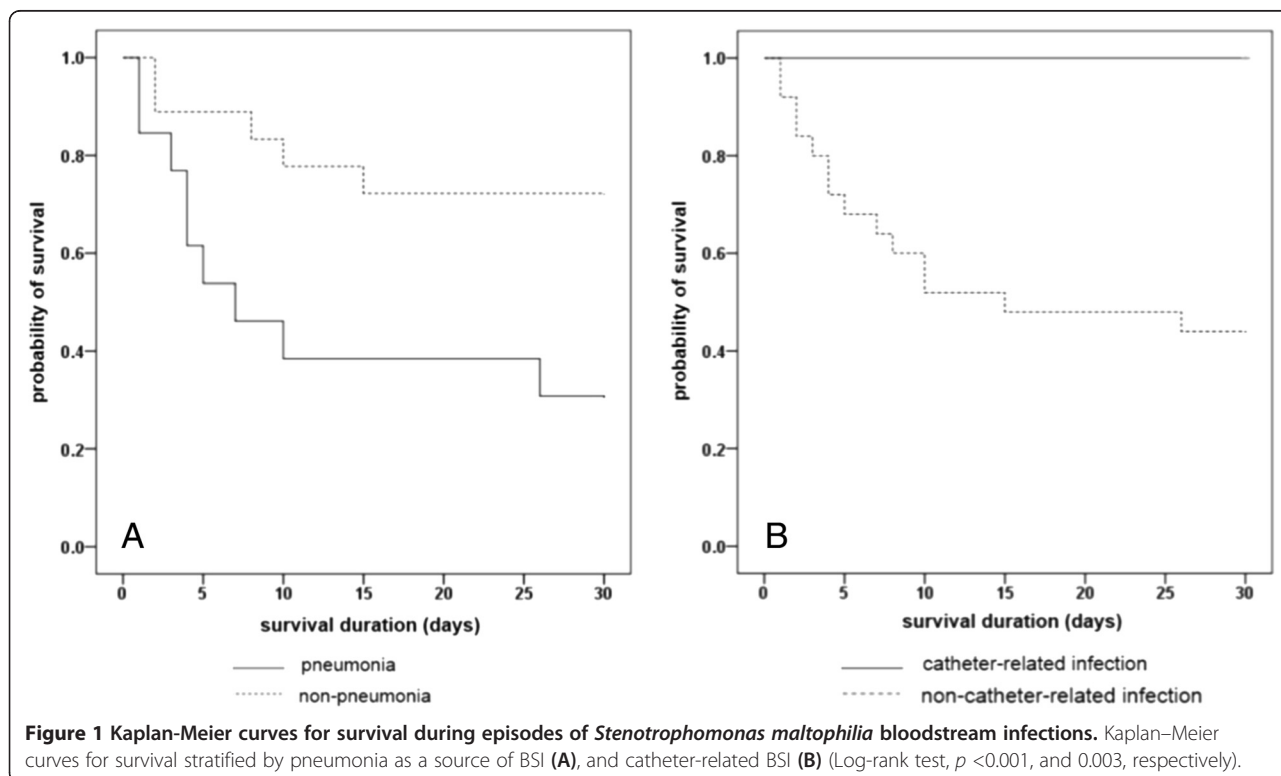 1.0
0.8
0.6
0.4
0.2
0.0
probability of survival
A
0 5 10 15 20 25 30
survival duration (days)
pneumonia
non-pneumonia
1.0
0.8
0.6
0.4
0.2
0.0
probability of survival
B
0 5 10 15 20 25 30
survival duration (days)
catheter-related infection
non-catheter-related infection
Figure 1 Kaplan-Meier curves for survival during episodes of Stenotrophomonas maltophilia bloodstream infections. Kaplan–Meier
curves for survival stratified by pneumonia as a source of BSI (A), and catheter-related BSI (B) (Log-rank test, p <0.001, and 0.003, respectively).